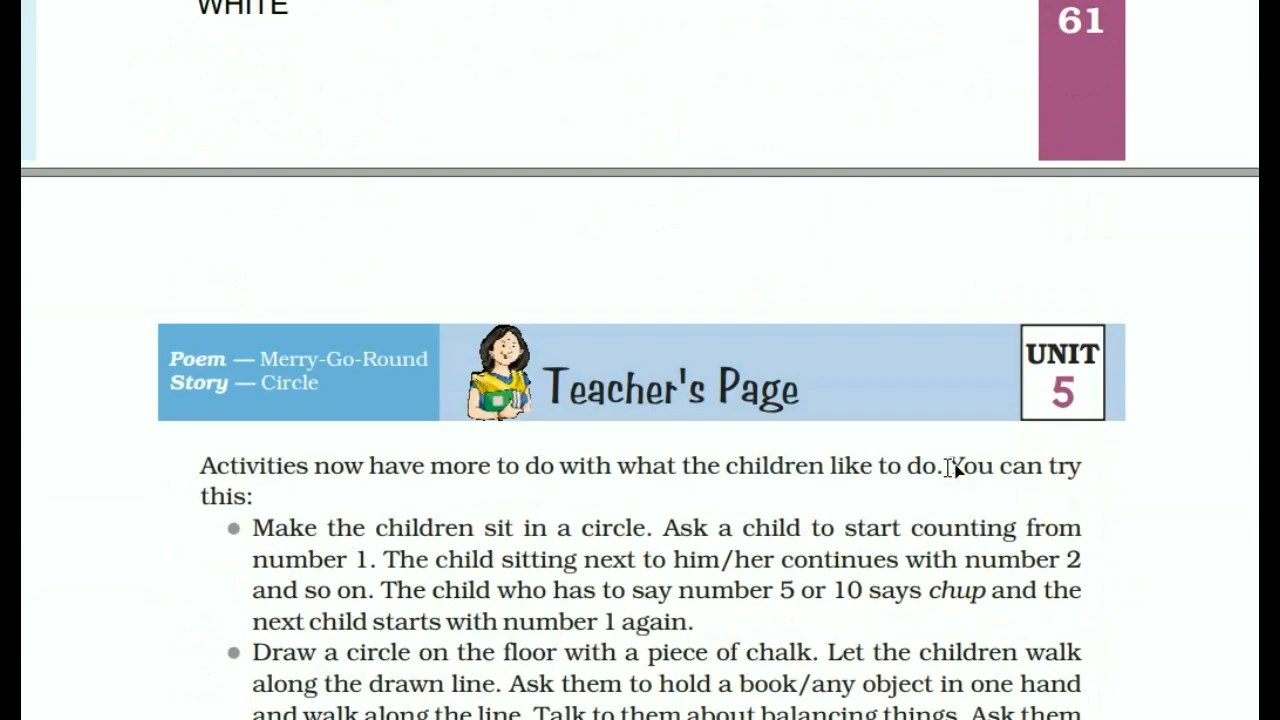 WHITE
61
Poem — Merry-Go-Round
Story — Circle
Teacher's Page
UNIT
5
Activities now have more to do with what the children like to do. You can try
this:
● Make the children sit in a circle. Ask a child to start counting from
number 1. The child sitting next to him/her continues with number 2
and so on. The child who has to say number 5 or 10 says chup and the
next child starts with number 1 again.
● Draw a circle on the floor with a piece of chalk. Let the children walk
along the drawn line. Ask them to hold a book/any object in one hand
and walk along the line. Talk to them about balancing things. Ask them